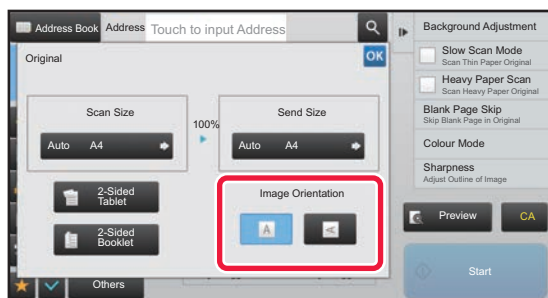 Address Book Address Touch to input Address
Original
OK
Scan Size
Auto A4
100%
Send Size
Auto A4
2-Sided
Tablet
2-Sided
Booklet
Image Orientation
A A
Others
Background Adjustment
Slow Scan Mode
Scan Thin Paper Original
Heavy Paper Scan
Scan Heavy Paper Original
Blank Page Skip
Skip Blank Page in Original
Colour Mode
Sharpness
Adjust Outline of Image
Preview
CA
Start